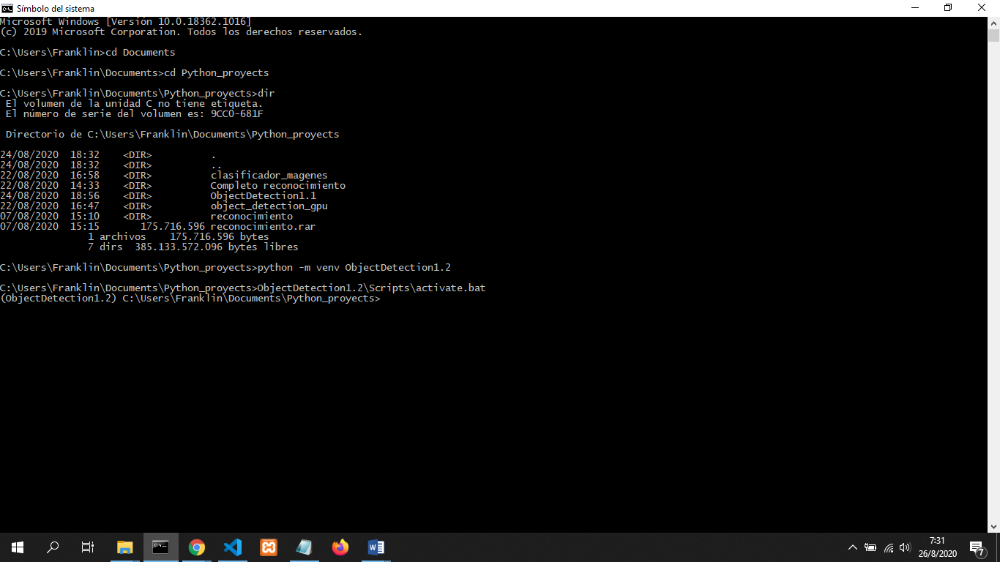 Símbolo del sistema
Microsoft Windows [Versión 10.0.18362.1016]
(c) 2019 Microsoft Corporation. Todos los derechos reservados.
C:\Users\Franklin>cd Documents
C:\Users\Franklin\Documents>cd Python_proyects
C:\Users\Franklin\Documents\Python_proyects>dir
 El volumen de la unidad C no tiene etiqueta.
 El número de serie del volumen es: 9CC0-681F
 Directorio de C:\Users\Franklin\Documents\Python_proyects
24/08/2020  18:32    <DIR>          .
24/08/2020  18:32    <DIR>          ..
22/08/2020  16:58    <DIR>          clasificador_magenes
22/08/2020  14:33    <DIR>          Completo reconocimiento
24/08/2020  18:56    <DIR>          ObjectDetection1.1
22/08/2020  16:47    <DIR>          object_detection_gpu
07/08/2020  15:10    <DIR>          reconocimiento
07/08/2020  15:15       175.716.596 reconocimiento.rar
               1 archivos    175.716.596 bytes
               7 dirs  385.133.572.096 bytes libres
C:\Users\Franklin\Documents\Python_proyects>python -m venv ObjectDetection1.2
C:\Users\Franklin\Documents\Python_proyects>ObjectDetection1.2\Scripts\activate.bat
(ObjectDetection1.2) C:\Users\Franklin\Documents\Python_proyects>
7:31
26/8/2020
7